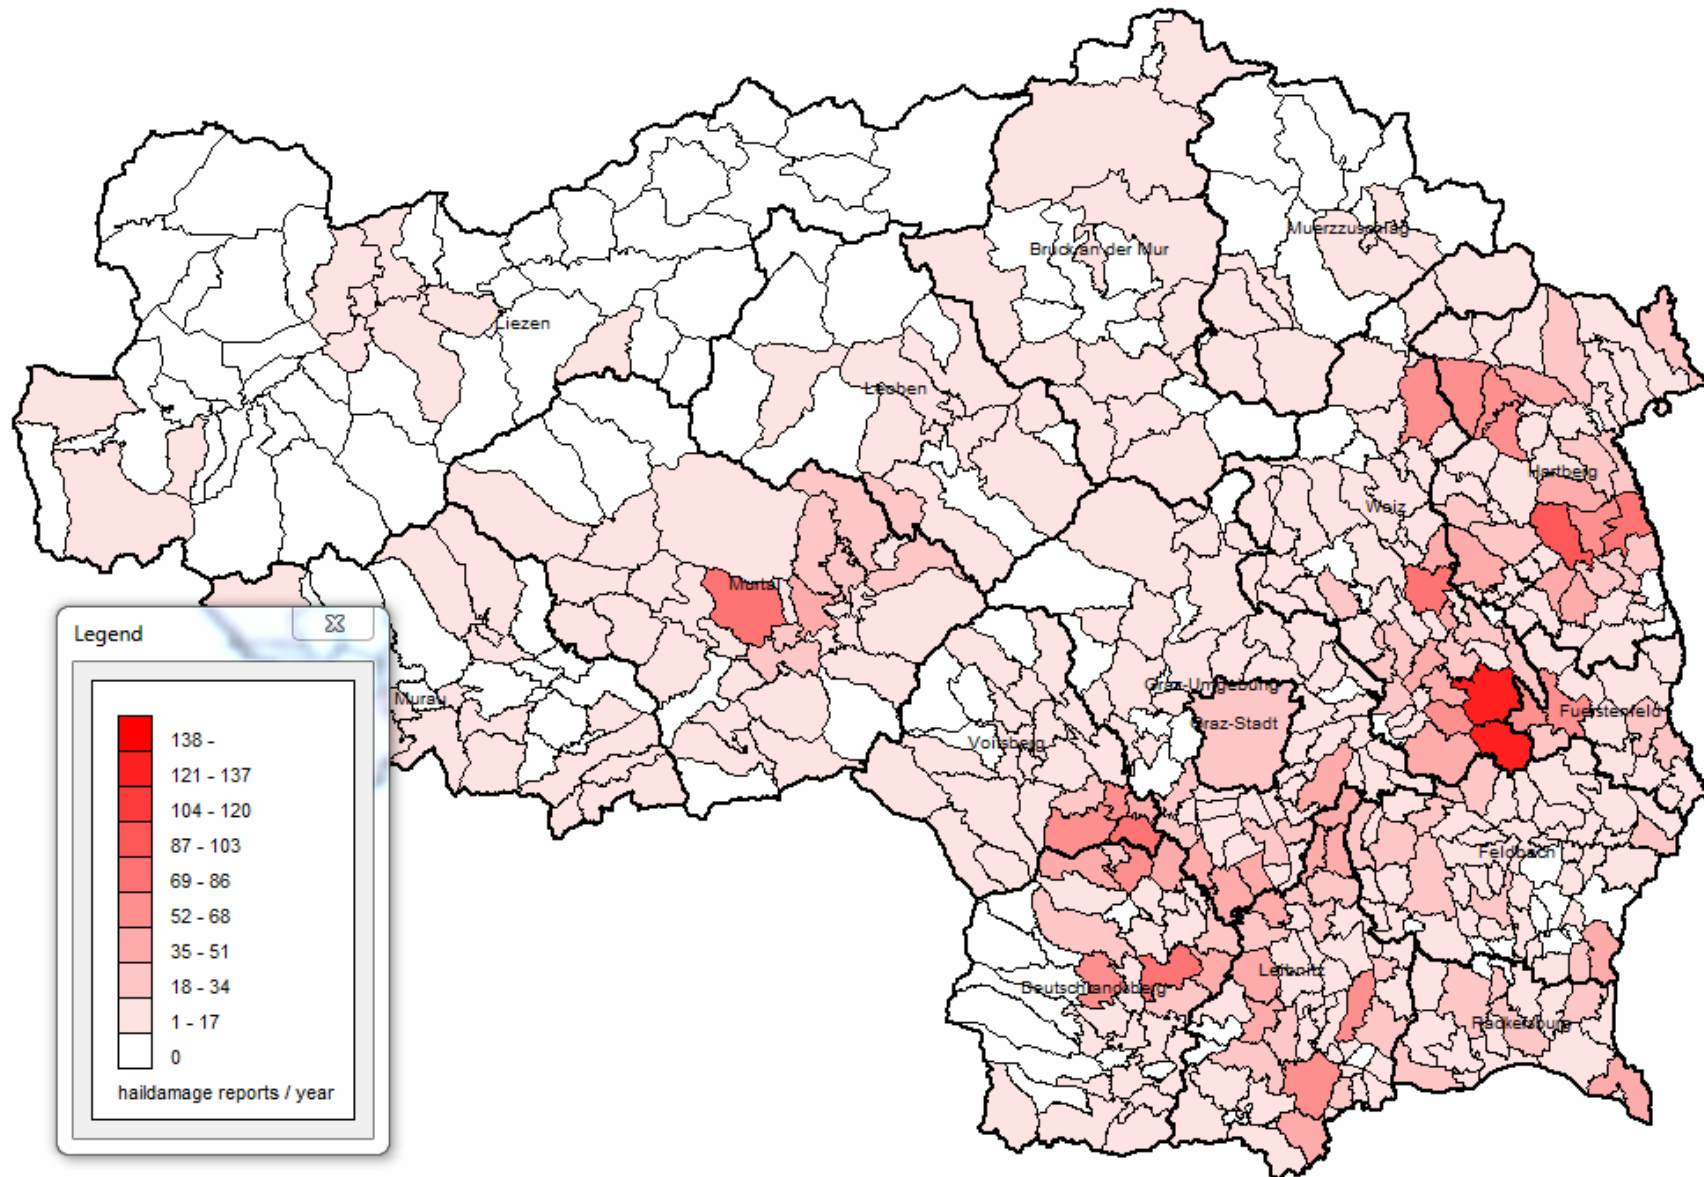 Bruck an der Mur
Muerzzuschlag
Liezen
Leoben
Hartberg
Weiz
Murtal
Legend
Murau
Graz-Umgebung
Graz-Stadt
Fuerstenfeld
Voitsberg
138 -
121 - 137
104 - 120
87 - 103
69 - 86
52 - 68
35 - 51
18 - 34
1 - 17
0
haildamage reports / year
Feldbach
Leibnitz
Deutschlandsberg
Radkersburg